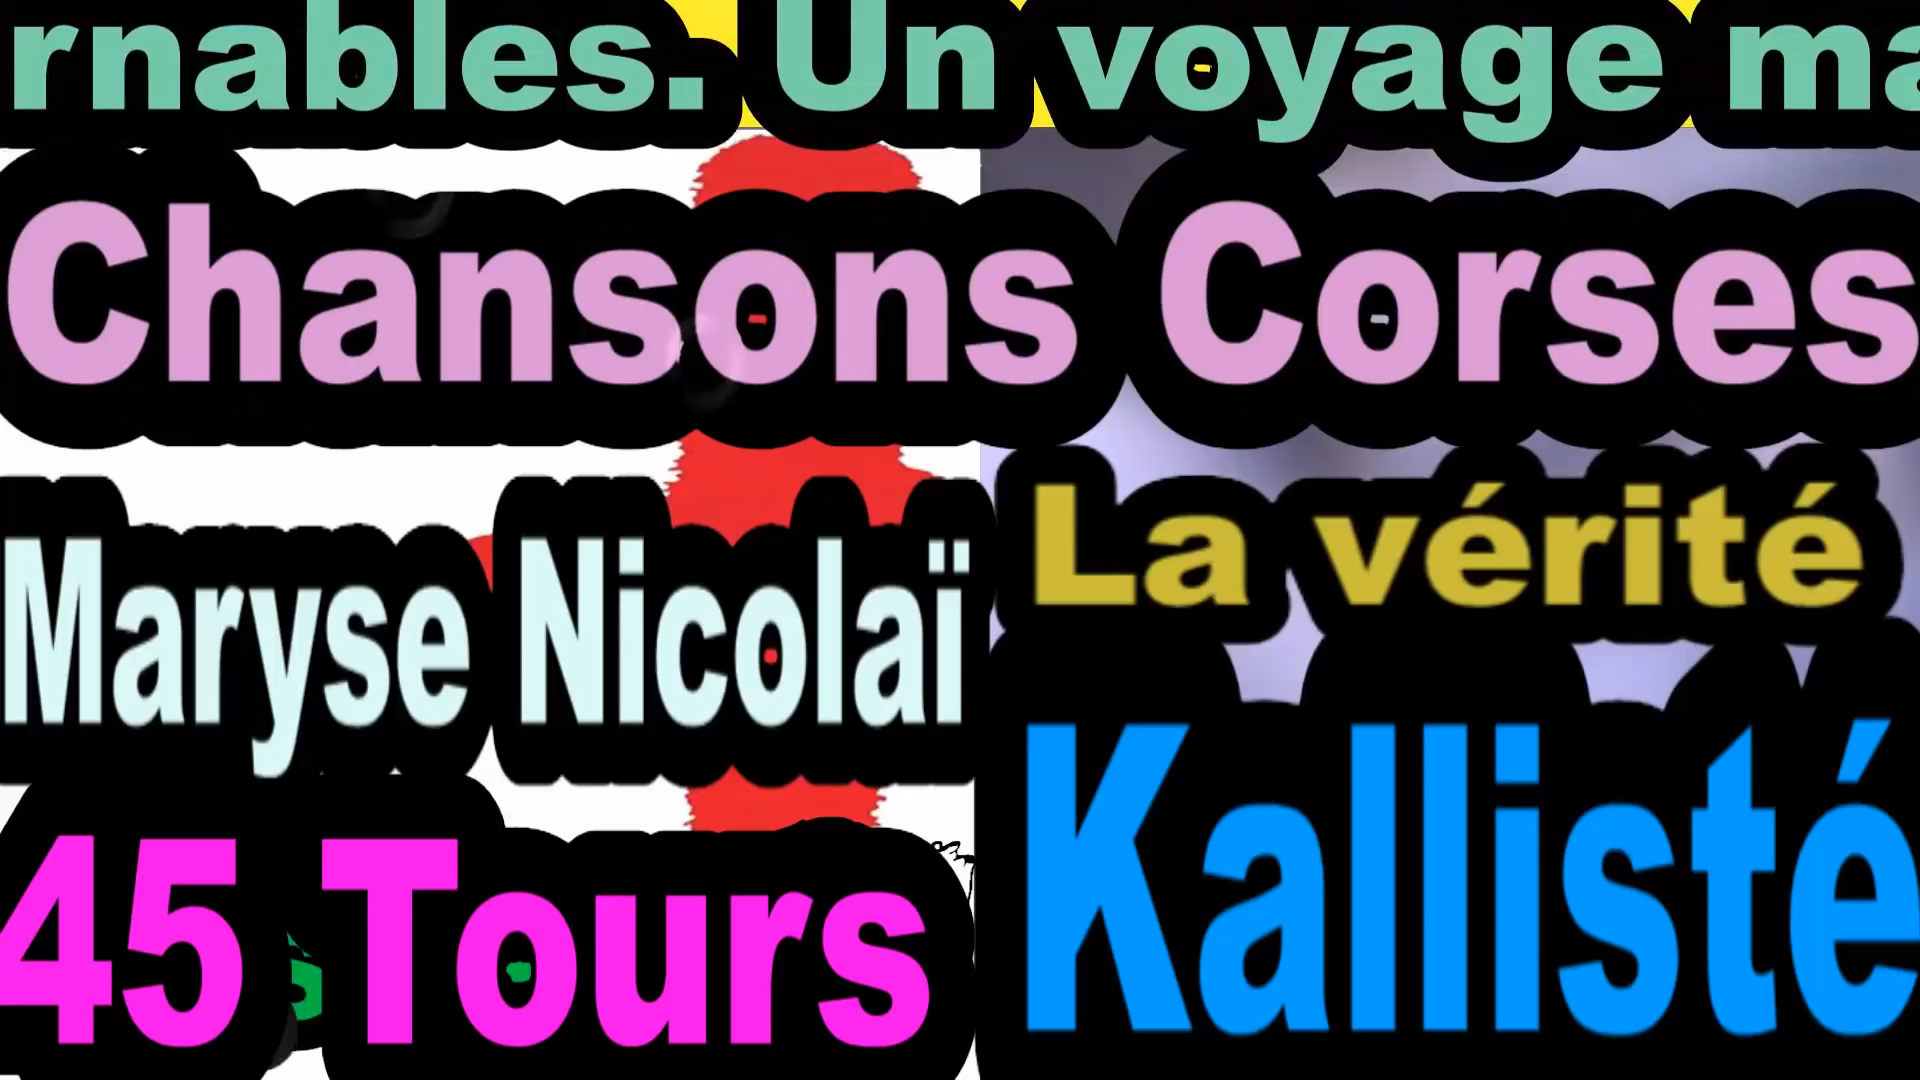 rnables. Un voyage ma
Chansons Corses
Maryse Nicolaï
La vérité
45 Tours
Kallisté